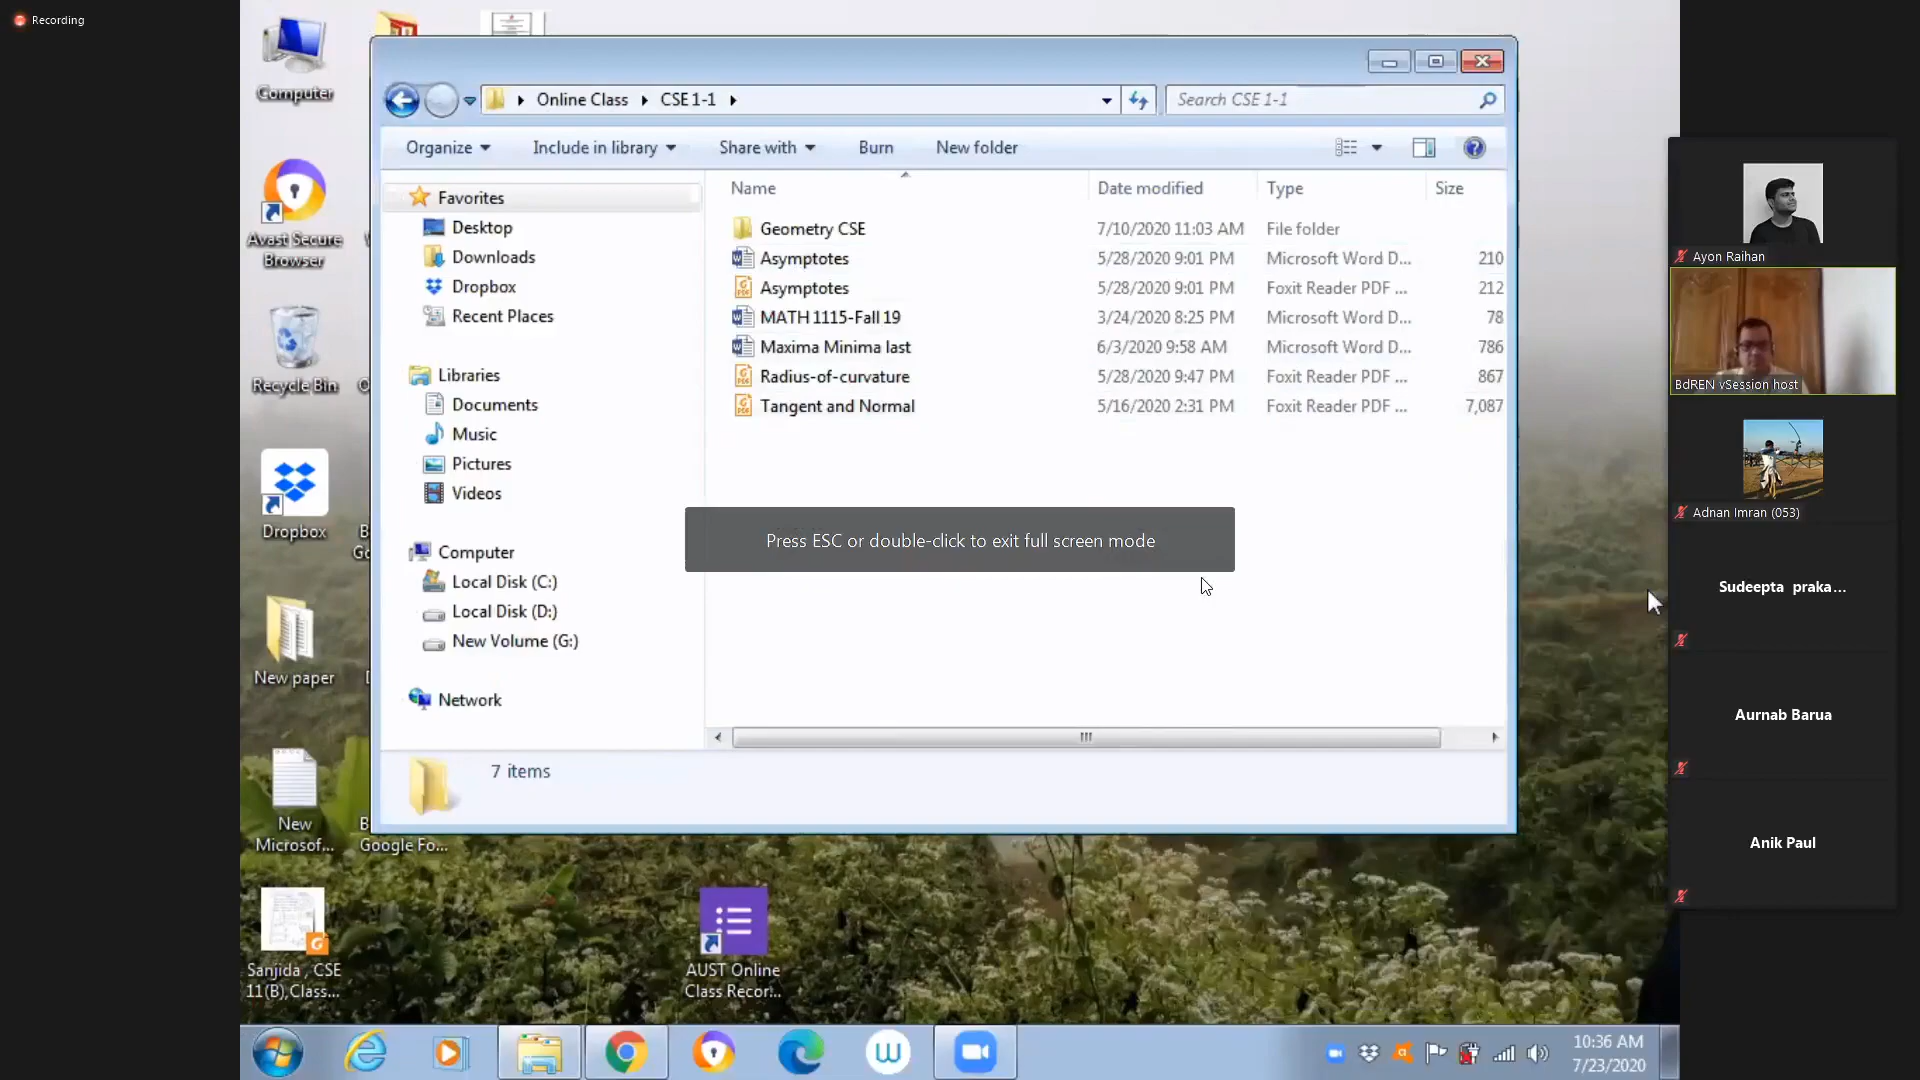 Recording
Computer
Avast Secure
Browser
Recycle Bin
Dropbox
New paper
New
Microsof...
Google Fo...
Sanjida , CSE
11(B),Class...
AUST Online
Class Recor...
Online Class
CSE 1-1
Search CSE 1-1
Organize
Include in library
Share with
Burn
New folder
Favorites
Desktop
Downloads
Dropbox
Recent Places
Libraries
Documents
Music
Pictures
Videos
Computer
Local Disk (C:)
Local Disk (D:)
New Volume (G:)
Network
Name Date modified Type Size
Geometry CSE 7/10/2020 11:03 AM File folder
Asymptotes 5/28/2020 9:01 PM Microsoft Word D... 210
Asymptotes 5/28/2020 9:01 PM Foxit Reader PDF ... 212
MATH 1115-Fall 19 3/24/2020 8:25 PM Microsoft Word D... 78
Maxima Minima last 6/3/2020 9:58 AM Microsoft Word D... 786
Radius-of-curvature 5/28/2020 9:47 PM Foxit Reader PDF ... 867
Tangent and Normal 5/16/2020 2:31 PM Foxit Reader PDF ... 7,087
Press ESC or double-click to exit full screen mode
7 items
Ayon Raihan
BdREN vSession host
Adnan Imran (053)
Sudeepta praka...
Aurnab Barua
Anik Paul
10:36 AM
7/23/2020